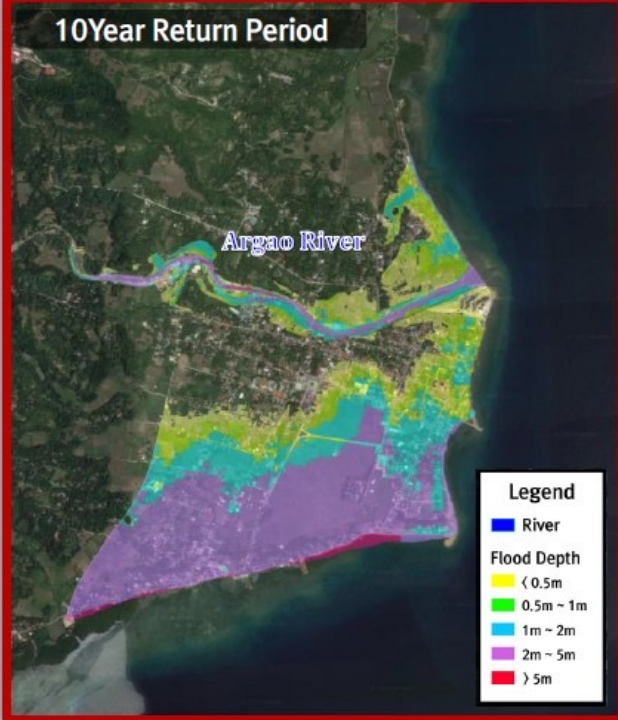 10Year Return Period
Argao River
Legend
River
Flood Depth
< 0.5m
0.5m ~ 1m
1m ~ 2m
2m ~ 5m
> 5m